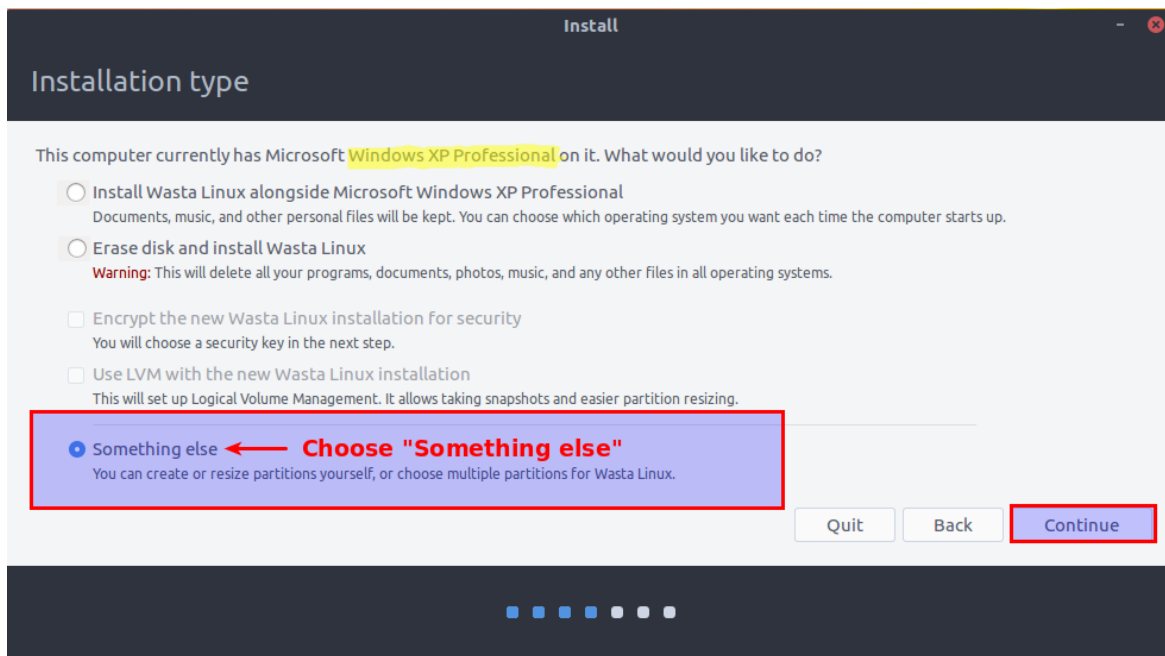 Install
Installation type
This computer currently has Microsoft Windows XP Professional on it. What would you like to do?
Install Wasta Linux alongside Microsoft Windows XP Professional
Documents, music, and other personal files will be kept. You can choose which operating system you want each time the computer starts up.
Erase disk and install Wasta Linux
Warning: This will delete all your programs, documents, photos, music, and any other files in all operating systems.
Encrypt the new Wasta Linux installation for security
You will choose a security key in the next step.
Use LVM with the new Wasta Linux installation
This will set up Logical Volume Management. It allows taking snapshots and easier partition resizing.
Something else Choose "Something else"
You can create or resize partitions yourself, or choose multiple partitions for Wasta Linux.
Quit Back Continue